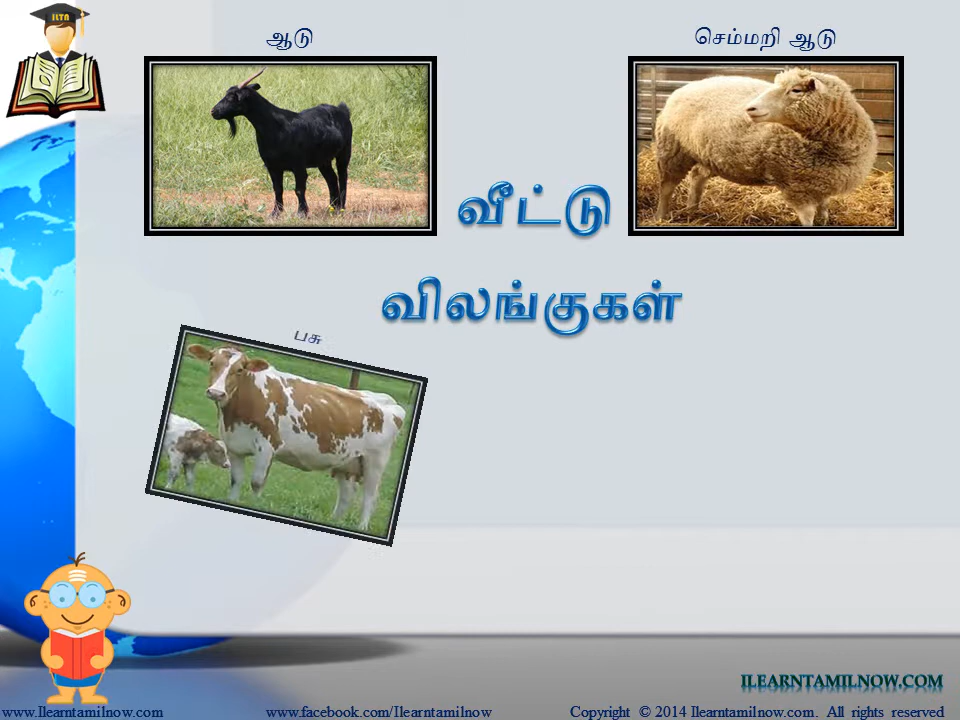 ILTN
ஆடு
செம்மறி ஆடு
வீட்டு
விலங்குகள்
பசு
ILEARNTAMILNOW.COM
www.Ilearntamilnow.com www.facebook.com/Ilearntamilnow Copyright © 2014 Ilearntamilnow.com. All rights reserved